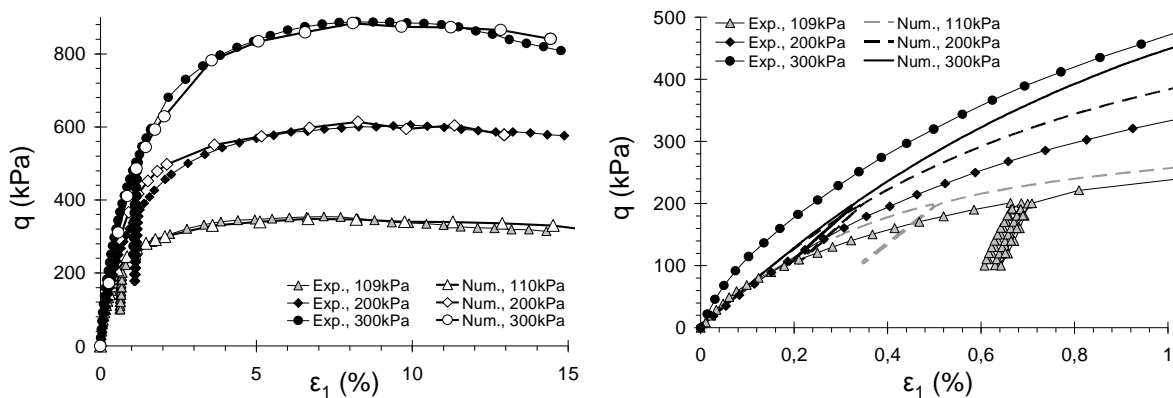 800
600
400
200
0
q (kPa)
0 5 10 15
ε1 (%)
Exp., 109kPa Num., 110kPa
Exp., 200kPa Num., 200kPa
Exp., 300kPa Num., 300kPa
500
400
300
200
100
0
q (kPa)
0 0,2 0,4 0,6 0,8 1
ε1 (%)
Exp., 109kPa Num., 110kPa
Exp., 200kPa Num., 200kPa
Exp., 300kPa Num., 300kPa